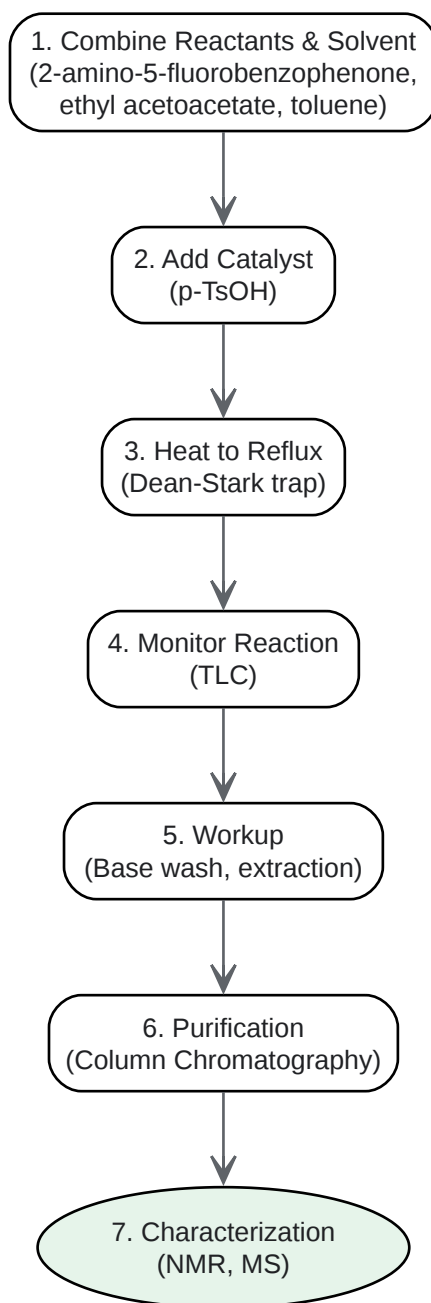 1. Combine Reactants & Solvent
(2-amino-5-fluorobenzophenone,
ethyl acetoacetate, toluene)
2. Add Catalyst
(p-TsOH)
3. Heat to Reflux
(Dean-Stark trap)
4. Monitor Reaction
(TLC)
5. Workup
(Base wash, extraction)
6. Purification
(Column Chromatography)
7. Characterization
(NMR, MS)